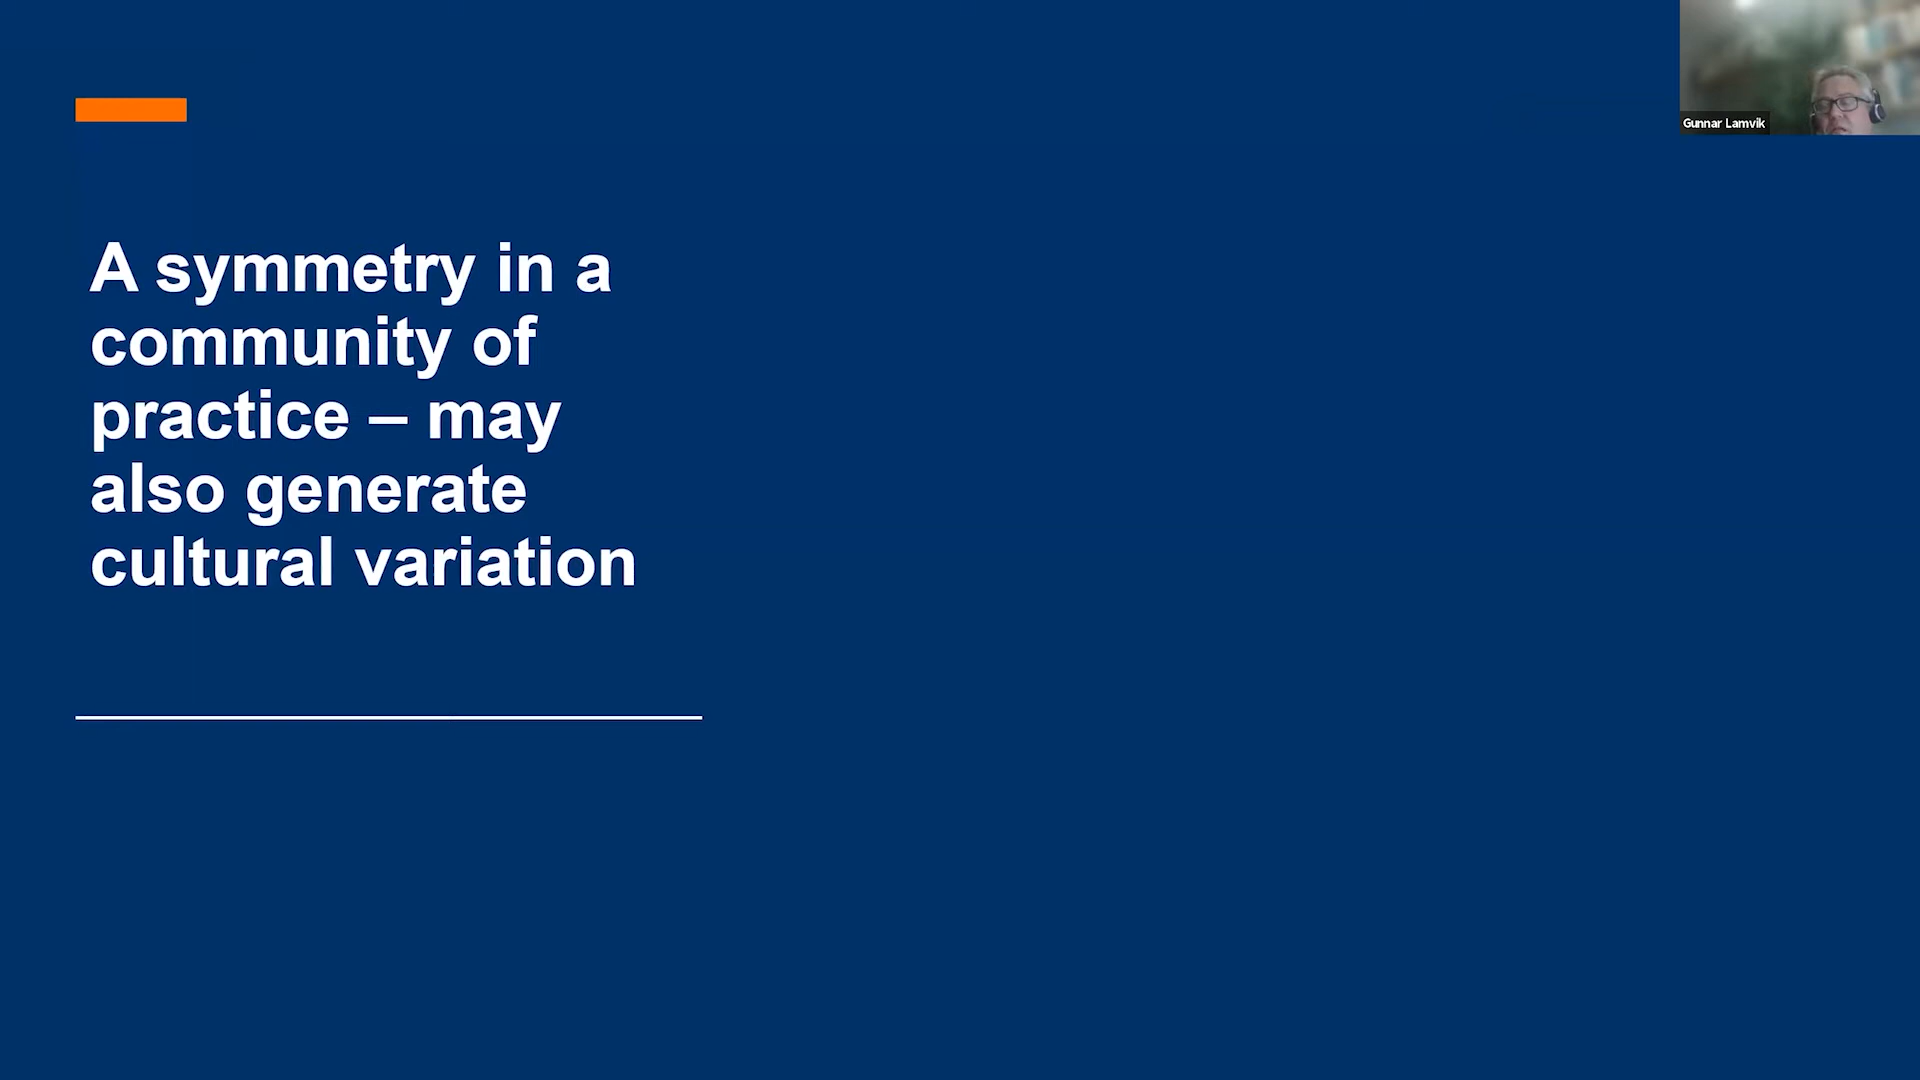 Gunnar Lamvik
A symmetry in a
community of
practice – may
also generate
cultural variation